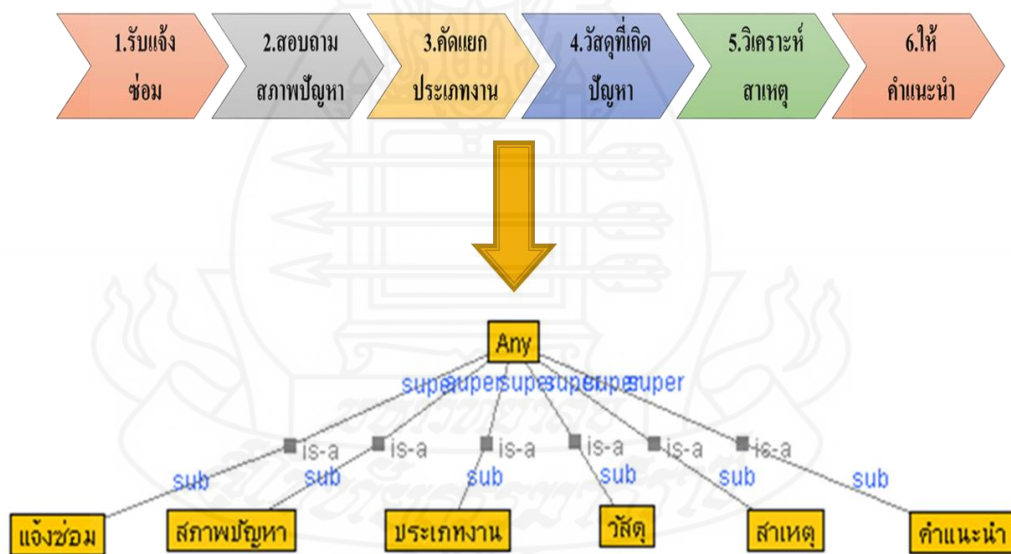 1.รับแจ้ง
ซ่อม
2.สอบถาม
สภาพปัญหา
3.คัดแยก
ประเภทงาน
4.วัสดุที่เกิด
ปัญหา
5.วิเคราะห์
สาเหตุ
6.ให้
คำแนะนำ
Any
super super super super super super
is-a is-a is-a is-a is-a is-a
sub sub sub sub sub sub
แจ้งซ่อม สภาพปัญหา ประเภทงาน วัสดุ สาเหตุ คำแนะนำ